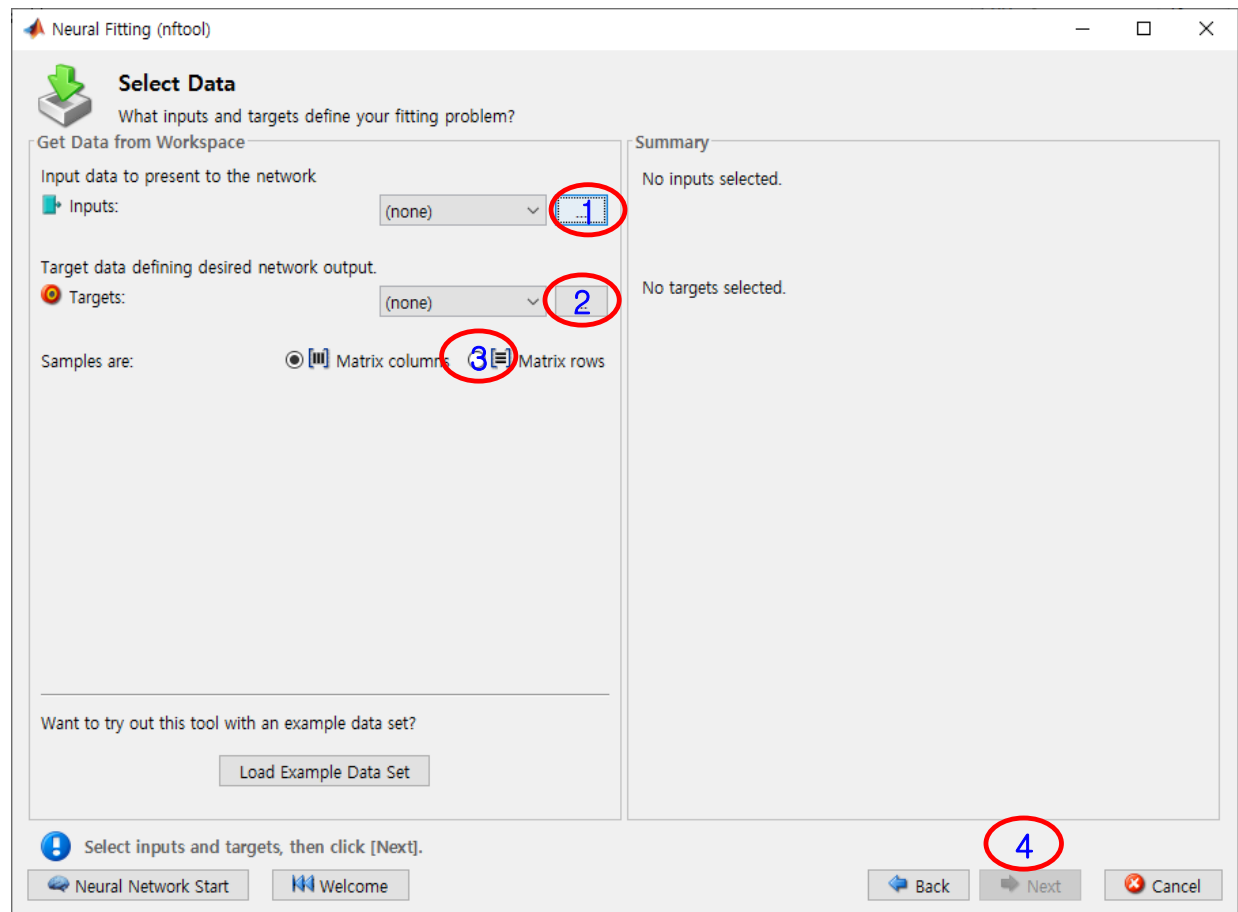 Neural Fitting (nftool)
Select Data
What inputs and targets define your fitting problem?
Get Data from Workspace
Input data to present to the network
Inputs: (none) ... 1
Target data defining desired network output.
Targets: (none) 2
Samples are: Matrix columns 3 Matrix rows
Want to try out this tool with an example data set?
Load Example Data Set
Summary
No inputs selected.
No targets selected.
Select inputs and targets, then click [Next].
4
Neural Network Start Welcome Back Next Cancel